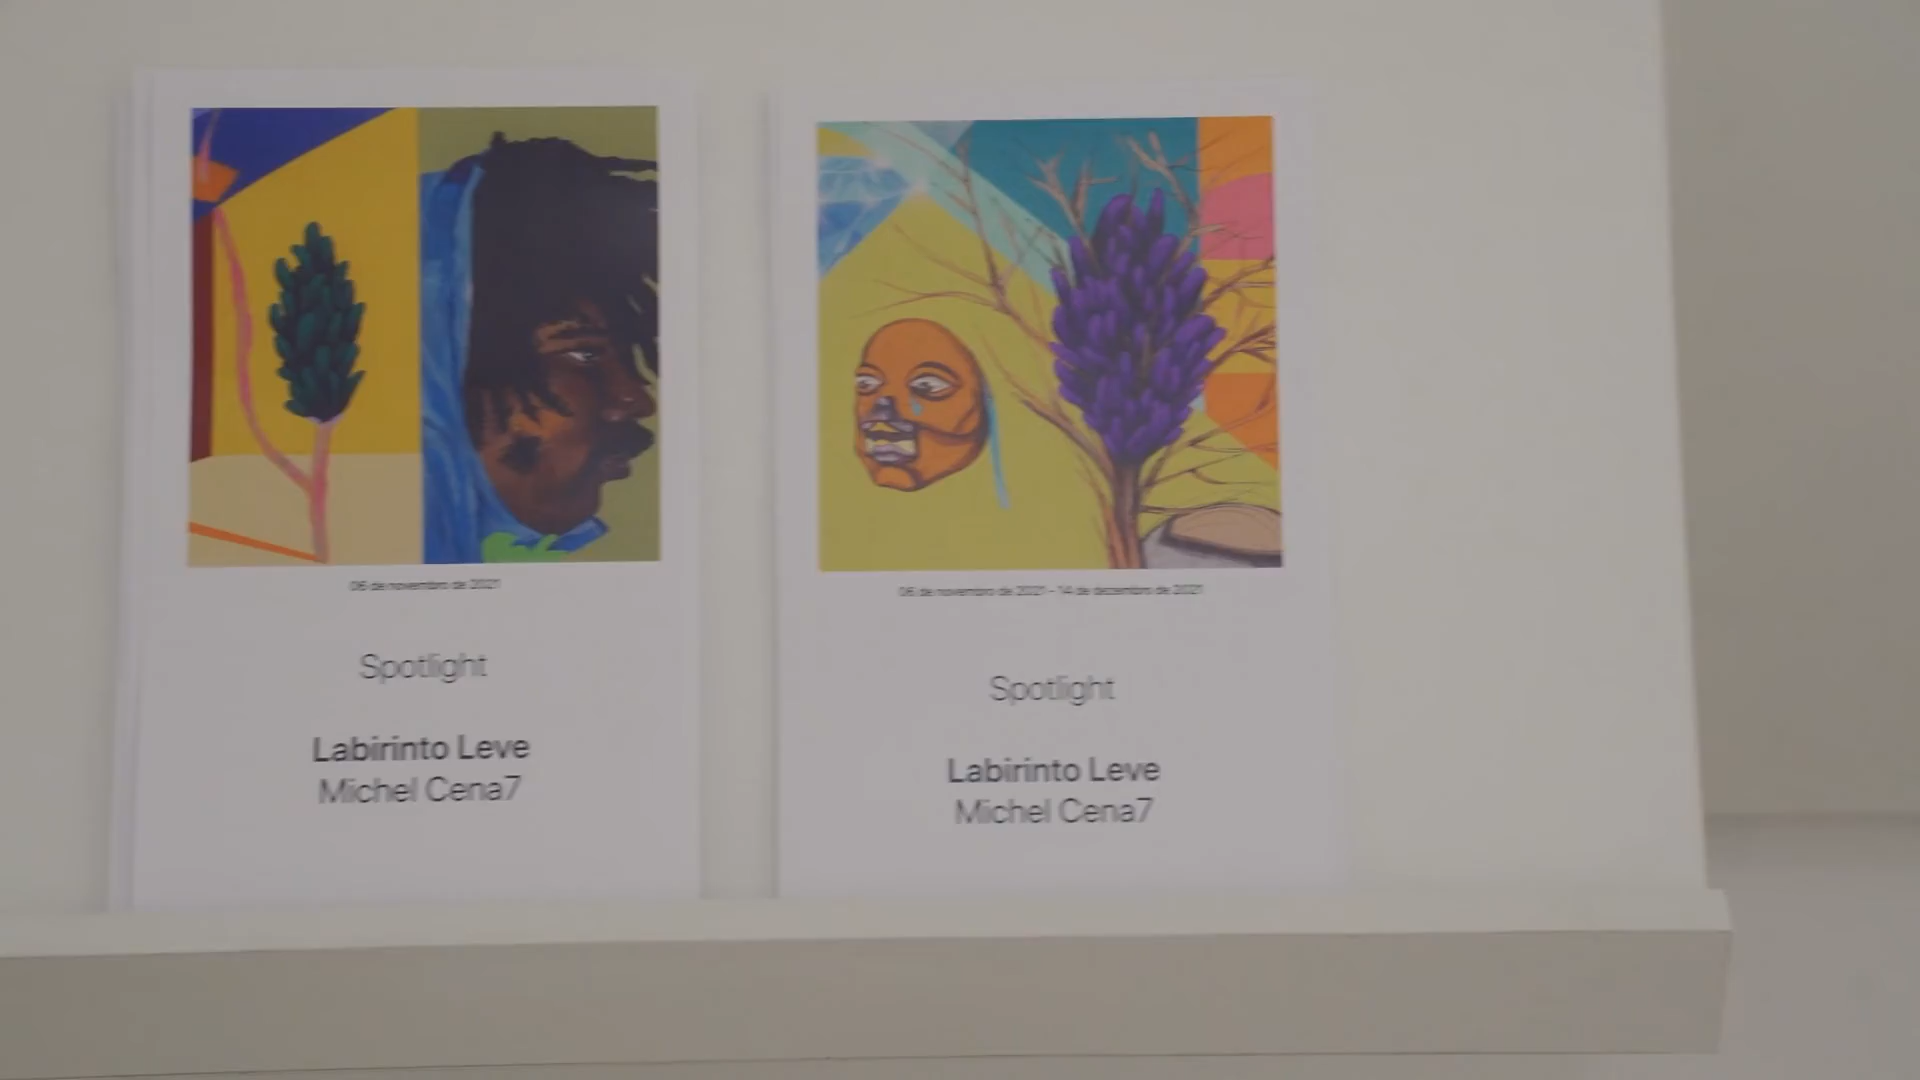 06 de novembro de 2021
Spotlight
Labirinto Leve
Michel Cena7
06 de novembro de 2021 - 14 de dezembro de 2021
Spotlight
Labirinto Leve
Michel Cena7